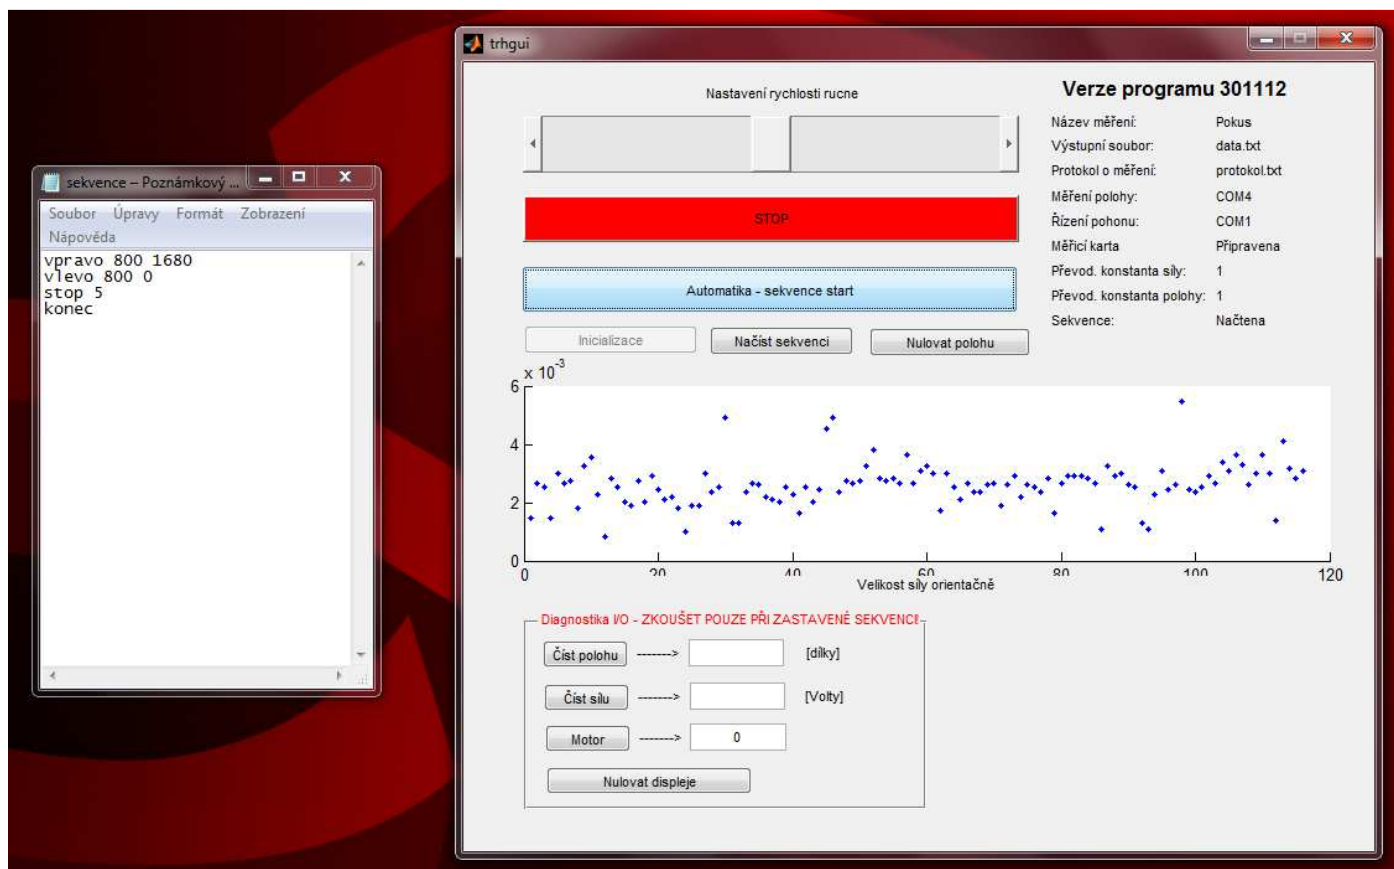 sekvence – Poznámkový ...
Soubor Úpravy Formát Zobrazení
Nápověda
vpravo 800 1680
vlevo 800 0
stop 5
konec
trhgui
Nastavení rychlosti rucne
STOP
Automatika - sekvence start
Inicializace Načíst sekvenci Nulovat polohu
Verze programu 301112
Název měření: Pokus
Výstupní soubor: data.txt
Protokol o měření: protokol.txt
Měření polohy: COM4
Řízení pohonu: COM1
Měřicí karta Připravena
Převod. konstanta síly: 1
Převod. konstanta polohy: 1
Sekvence: Načtena
x 10-3
6
4
2
0
0 20 40 60 80 100 120
Velikost síly orientačně
Diagnostika I/O - ZKOUŠET POUZE PŘI ZASTAVENÉ SEKVENCI!
Číst polohu -------> [dílky]
Číst sílu -------> [Volty]
Motor -------> 0
Nulovat displeje